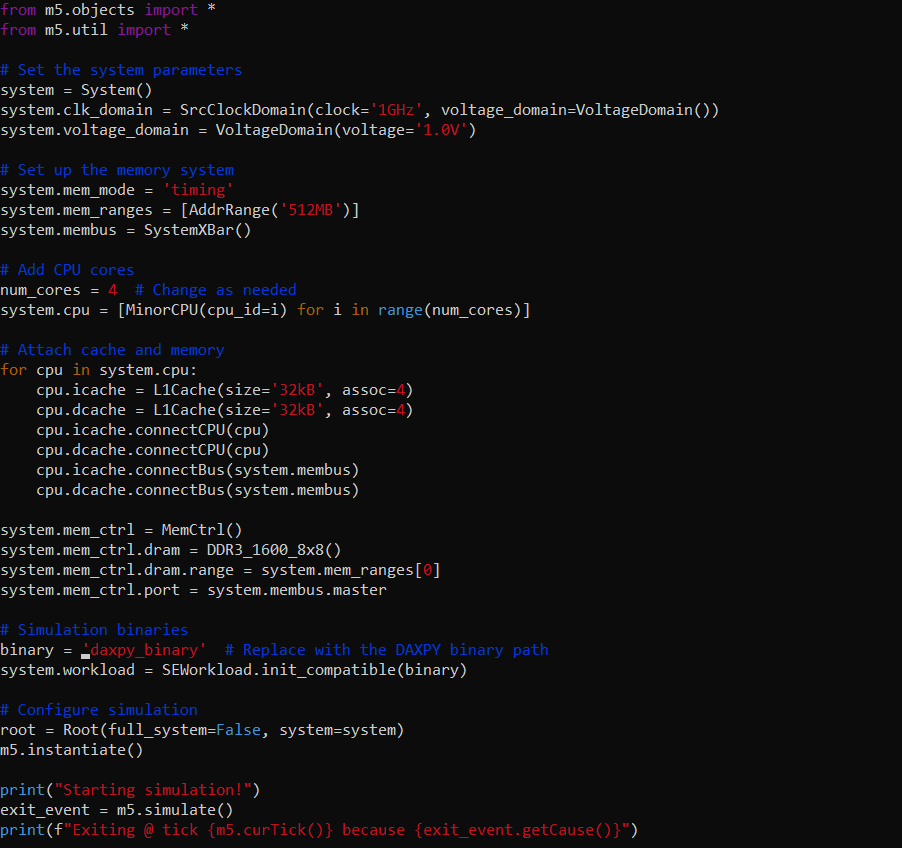 from m5.objects import *
from m5.util import *
# Set the system parameters
system = System()
system.clk_domain = SrcClockDomain(clock='1GHz', voltage_domain=VoltageDomain())
system.voltage_domain = VoltageDomain(voltage='1.0V')
# Set up the memory system
system.mem_mode = 'timing'
system.mem_ranges = [AddrRange('512MB')]
system.membus = SystemXBar()
# Add CPU cores
num_cores = 4  # Change as needed
system.cpu = [MinorCPU(cpu_id=i) for i in range(num_cores)]
# Attach cache and memory
for cpu in system.cpu:
    cpu.icache = L1Cache(size='32kB', assoc=4)
    cpu.dcache = L1Cache(size='32kB', assoc=4)
    cpu.icache.connectCPU(cpu)
    cpu.dcache.connectCPU(cpu)
    cpu.icache.connectBus(system.membus)
    cpu.dcache.connectBus(system.membus)
system.mem_ctrl = MemCtrl()
system.mem_ctrl.dram = DDR3_1600_8x8()
system.mem_ctrl.dram.range = system.mem_ranges[0]
system.mem_ctrl.port = system.membus.master
# Simulation binaries
binary = 'daxpy_binary'  # Replace with the DAXPY binary path
system.workload = SEWorkload.init_compatible(binary)
# Configure simulation
root = Root(full_system=False, system=system)
m5.instantiate()
print("Starting simulation!")
exit_event = m5.simulate()
print(f"Exiting @ tick {m5.curTick()} because {exit_event.getCause()}")